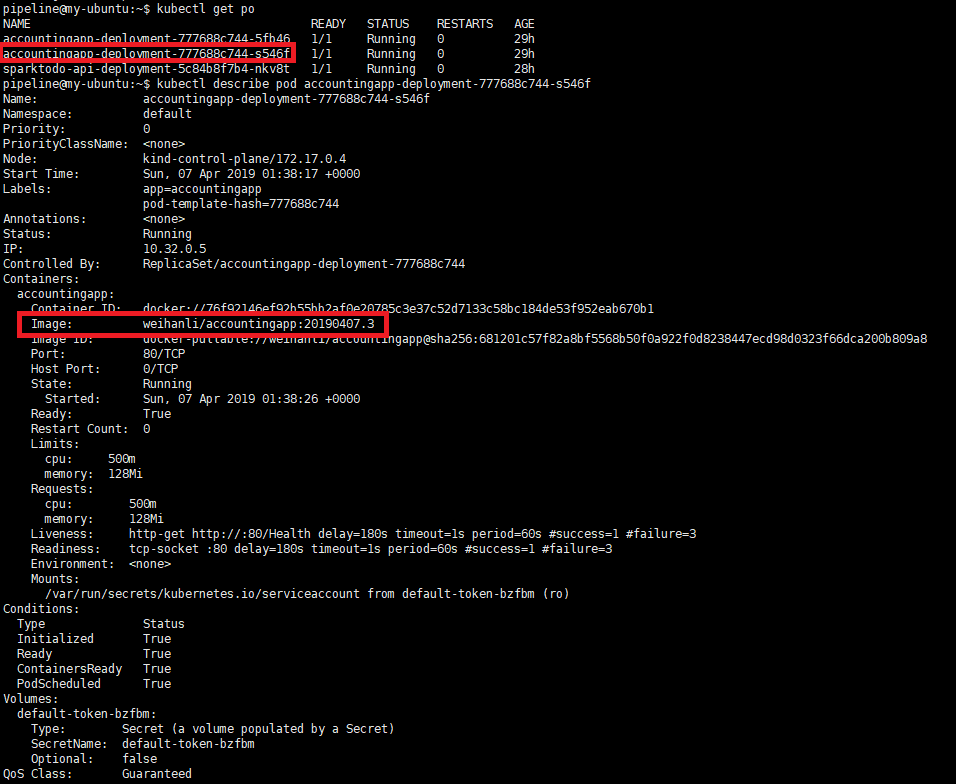 pipeline@my-ubuntu:~$ kubectl get po
NAME READY STATUS RESTARTS AGE
accountingapp-deployment-777688c744-5fb46 1/1 Running 0 29h
accountingapp-deployment-777688c744-s546f 1/1 Running 0 29h
sparktodo-api-deployment-5c84b8f7b4-nkv8t 1/1 Running 0 28h
pipeline@my-ubuntu:~$ kubectl describe pod accountingapp-deployment-777688c744-s546f
Name: accountingapp-deployment-777688c744-s546f
Namespace: default
Priority: 0
PriorityClassName: <none>
Node: kind-control-plane/172.17.0.4
Start Time: Sun, 07 Apr 2019 01:38:17 +0000
Labels: app=accountingapp
pod-template-hash=777688c744
Annotations: <none>
Status: Running
IP: 10.32.0.5
Controlled By: ReplicaSet/accountingapp-deployment-777688c744
Containers:
accountingapp:
Container ID: docker://76f92146ef92b55bb2af0e20785c3e37c52d7133c58bc184de53f952eab670b1
Image: weihanli/accountingapp:20190407.3
Image ID: docker-pullable://weihanli/accountingapp@sha256:681201c57f82a8bf5568b50f0a922f0d8238447ecd98d0323f66dca200b809a8
Port: 80/TCP
Host Port: 0/TCP
State: Running
Started: Sun, 07 Apr 2019 01:38:26 +0000
Ready: True
Restart Count: 0
Limits:
cpu: 500m
memory: 128Mi
Requests:
cpu: 500m
memory: 128Mi
Liveness: http-get http://:80/Health delay=180s timeout=1s period=60s #success=1 #failure=3
Readiness: tcp-socket :80 delay=180s timeout=1s period=60s #success=1 #failure=3
Environment: <none>
Mounts:
/var/run/secrets/kubernetes.io/serviceaccount from default-token-bzfbm (ro)
Conditions:
Type Status
Initialized True
Ready True
ContainersReady True
PodScheduled True
Volumes:
default-token-bzfbm:
Type: Secret (a volume populated by a Secret)
SecretName: default-token-bzfbm
Optional: false
QoS Class: Guaranteed